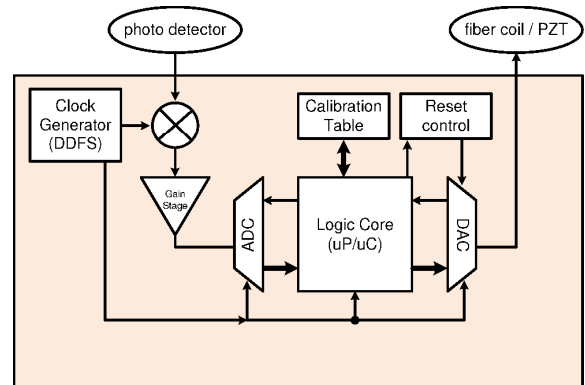 photo detector
fiber coil / PZT
Clock
Generator
(DDFS)
Calibration
Table
Reset
control
Gain
Stage
ADC
Logic Core
(uP/uC)
DAC